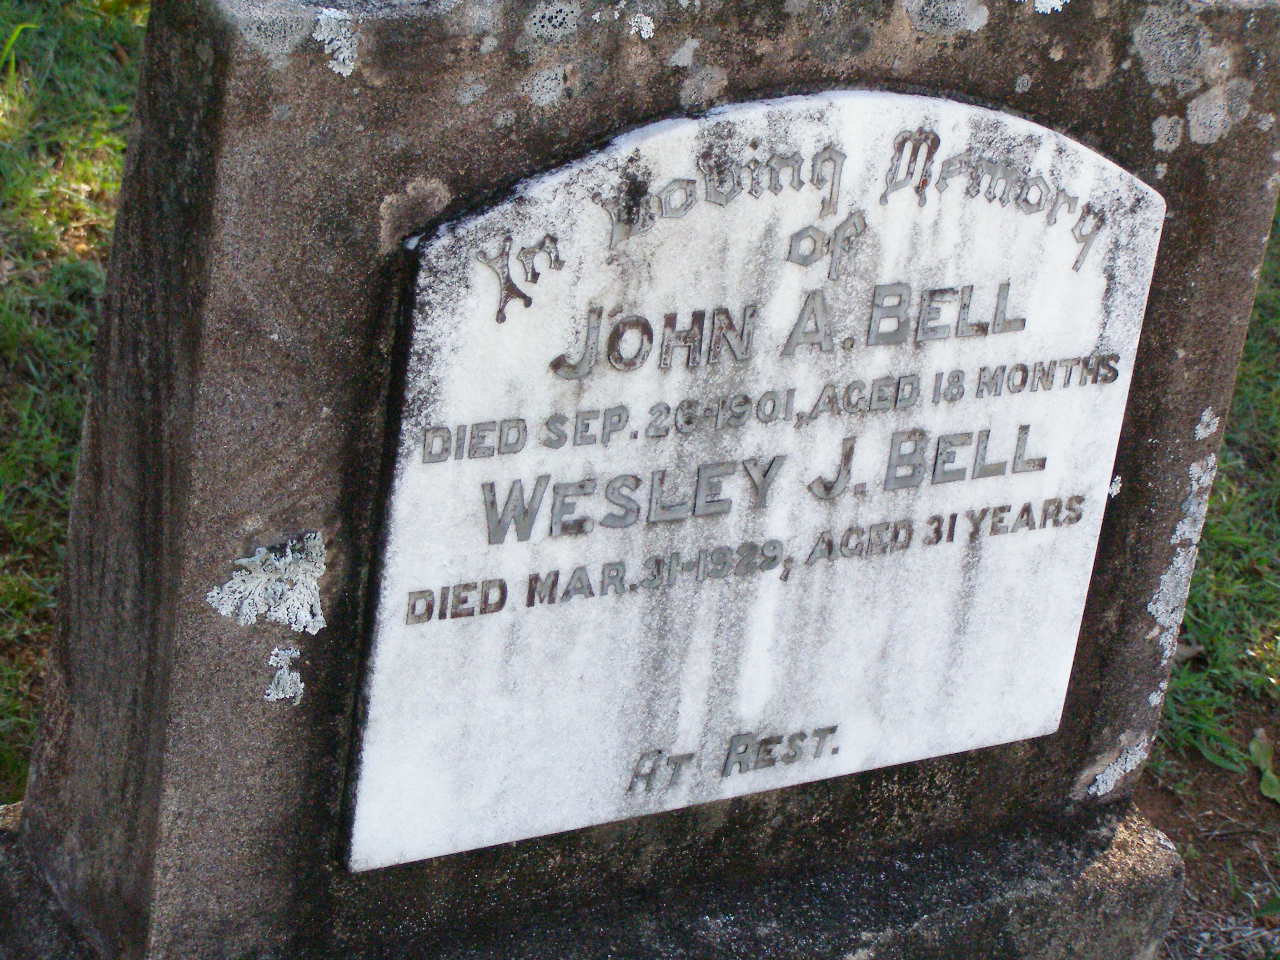 In Loving Memory
of
JOHN A. BELL
DIED SEP. 26-1901, AGED 18 MONTHS
WESLEY J. BELL
DIED MAR. 31-1929, AGED 31 YEARS
AT REST.